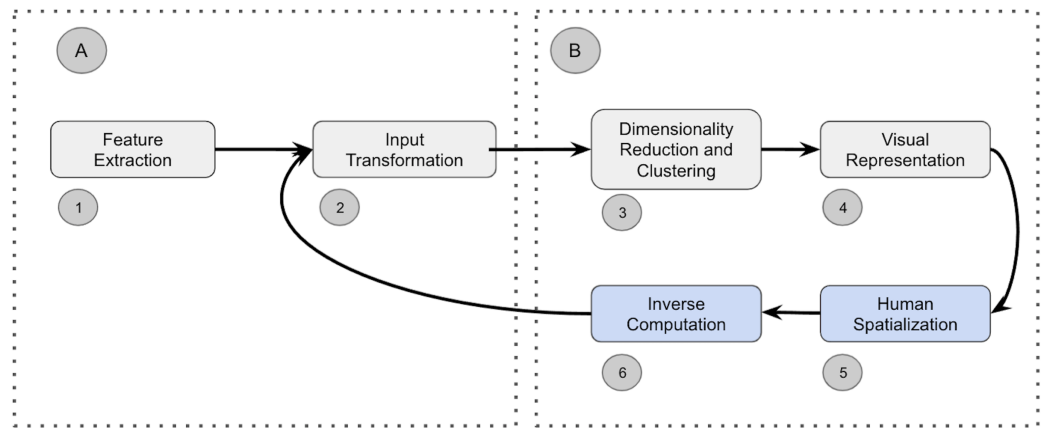 A
B
Feature
Extraction
1
Input
Transformation
2
Dimensionality
Reduction and
Clustering
3
Visual
Representation
4
Human
Spatialization
5
Inverse
Computation
6